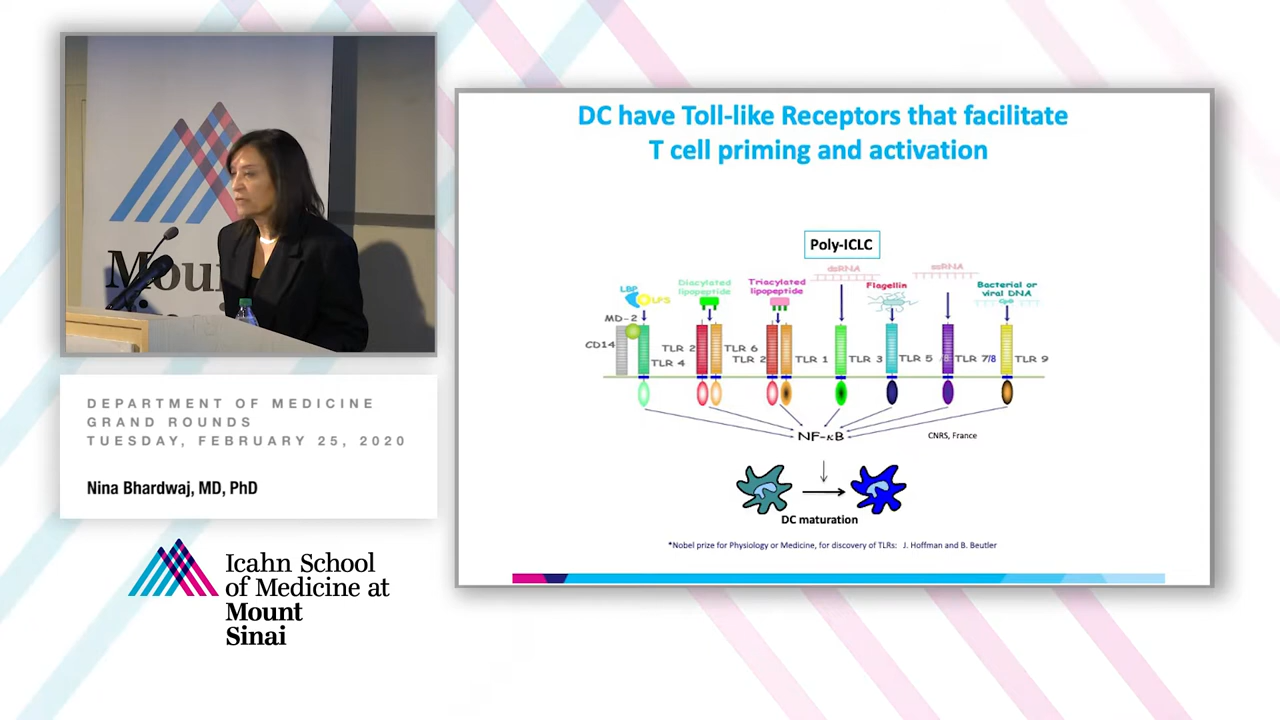 Mount
DEPARTMENT OF MEDICINE
GRAND ROUNDS
TUESDAY, FEBRUARY 25, 2020
Nina Bhardwaj, MD, PhD
Icahn School
of Medicine at
Mount
Sinai
DC have Toll-like Receptors that facilitate
T cell priming and activation
Poly-ICLC
dsRNA
ssRNA
LBP
LPS
Diacylated
lipopeptide
Triacylated
lipopeptide
Flagellin
Bacterial or
viral DNA
CpG
MD-2
CD14
TLR 4
TLR 2
TLR 6
TLR 2
TLR 1
TLR 3
TLR 5
/8
TLR 7/8
TLR 9
NF-κB
CNRS, France
DC maturation
*Nobel prize for Physiology or Medicine, for discovery of TLRs: J. Hoffman and B. Beutler